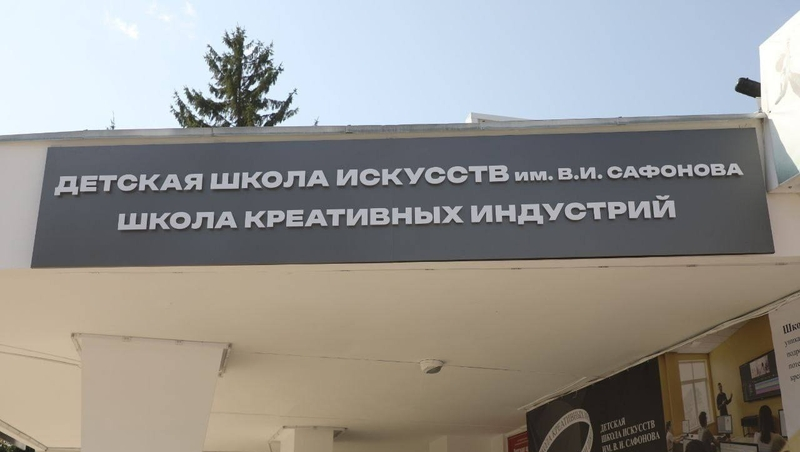 ДЕТСКАЯ ШКОЛА ИСКУССТВ ИМ. В.И. САФОНОВА
ШКОЛА КРЕАТИВНЫХ ИНДУСТРИЙ
ДЕТСКАЯ
ШКОЛА ИСКУССТВ
ИМ. В. И. САФОНОВА